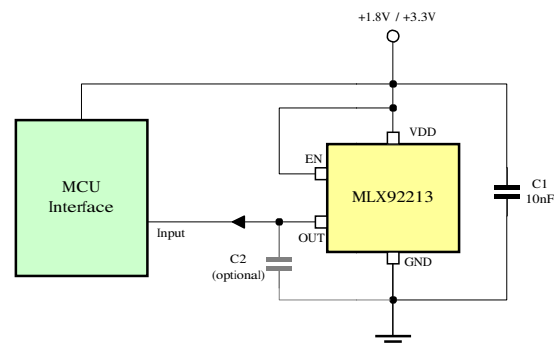 +1.8V / +3.3V
VDD
EN
MCU
Interface
MLX92213
C1
10nF
OUT
Input
C2
(optional)
GND